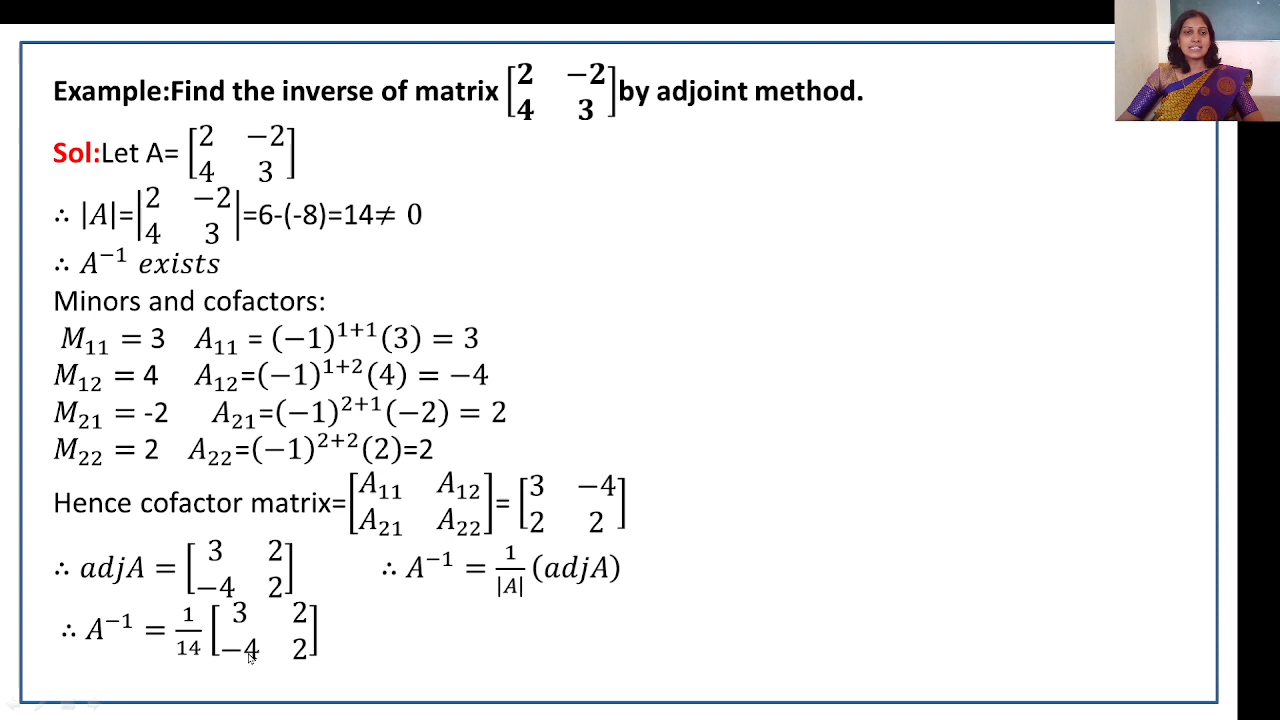 Example:Find the inverse of matrix [2 −2; 4 3] by adjoint method.
Sol:Let A= [2 −2; 4 3]
∴ |A|=|2 −2; 4 3|=6-(-8)=14≠ 0
∴ A⁻¹ exists
Minors and cofactors:
M₁₁ = 3 A₁₁ = (−1)¹⁺¹(3) = 3
M₁₂ = 4 A₁₂=(−1)¹⁺²(4) = −4
M₂₁ = -2 A₂₁=(−1)²⁺¹(−2) = 2
M₂₂ = 2 A₂₂=(−1)²⁺²(2)=2
Hence cofactor matrix=[A₁₁ A₁₂; A₂₁ A₂₂]= [3 −4; 2 2]
∴ adjA = [3 2; −4 2] ∴ A⁻¹ = 1/|A| (adjA)
∴ A⁻¹ = 1/14 [3 2; −4 2]